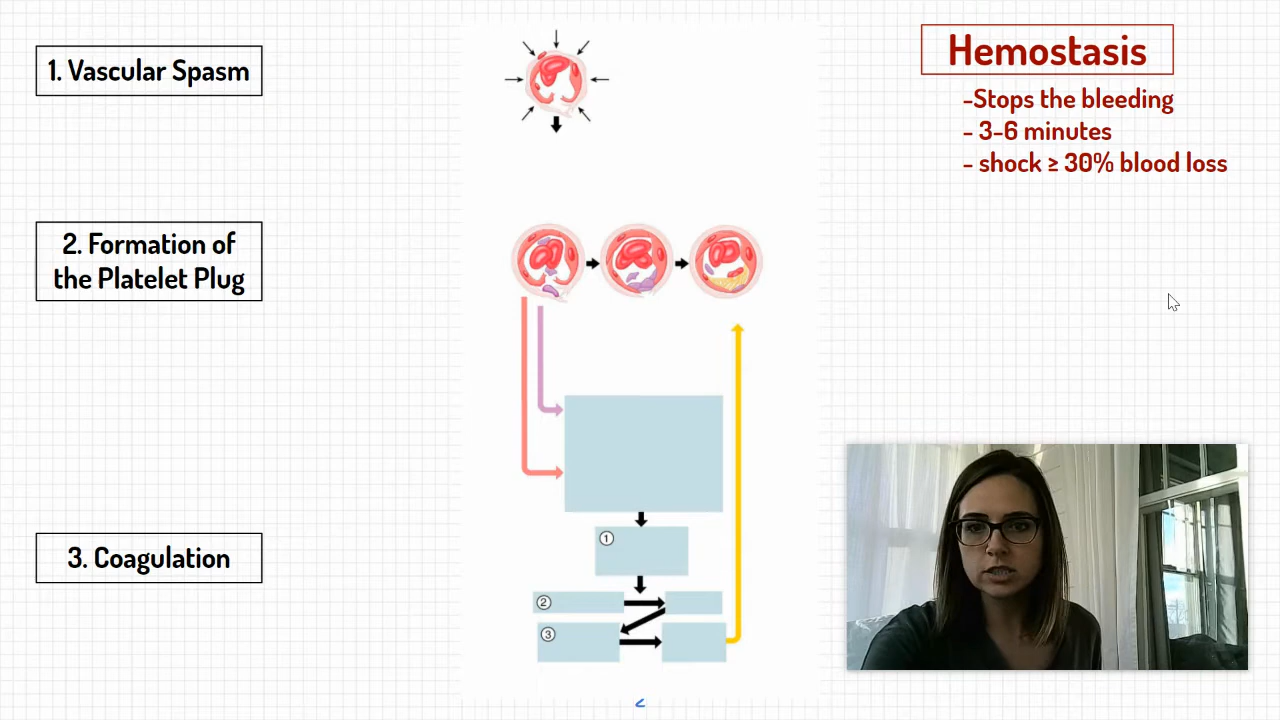 1. Vascular Spasm
Hemostasis
-Stops the bleeding
- 3-6 minutes
- shock ≥ 30% blood loss
2. Formation of
the Platelet Plug
3. Coagulation
1
2
3